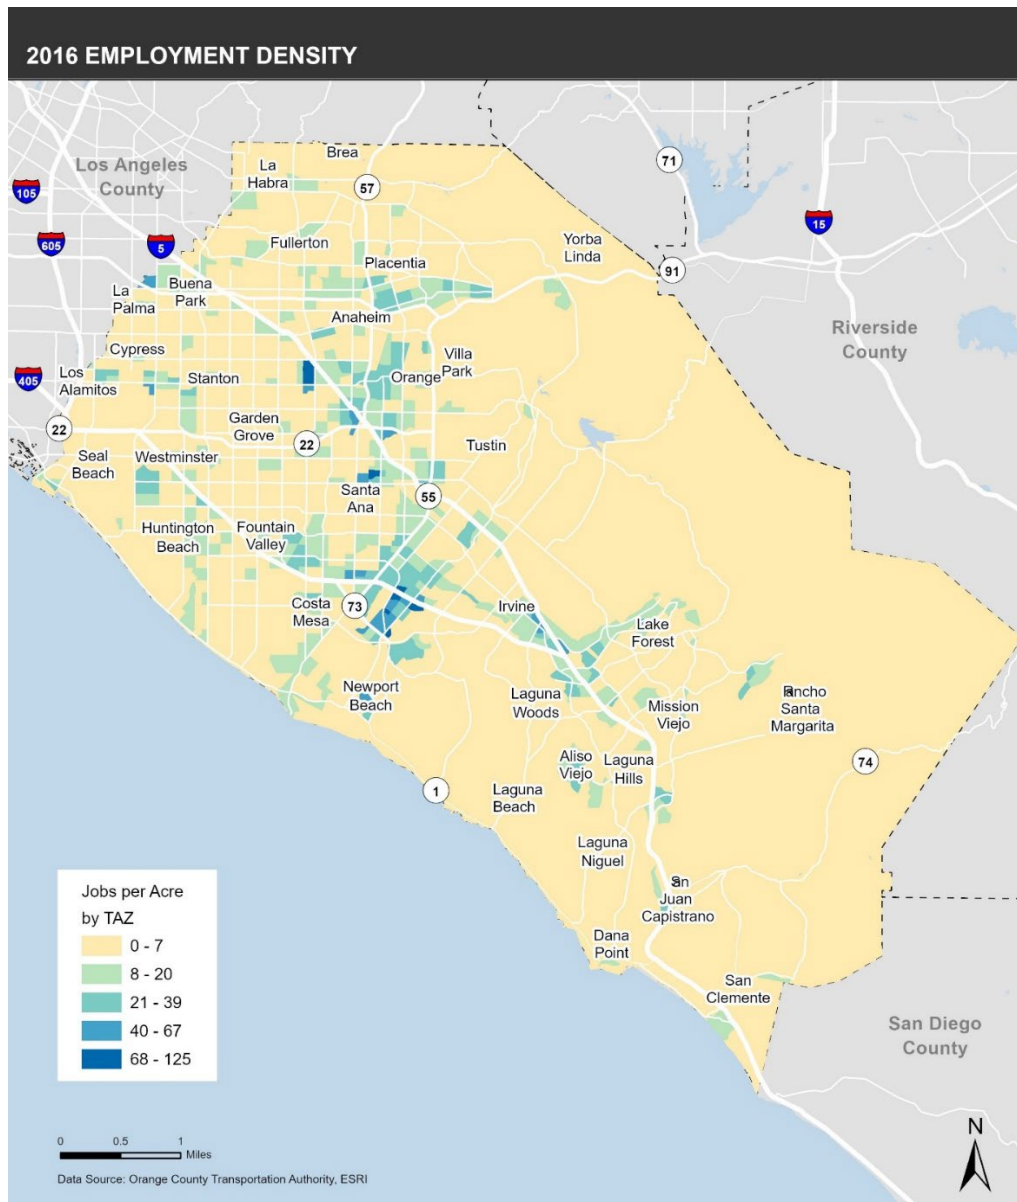 2016 EMPLOYMENT DENSITY
Los Angeles
County
La
Habra
Brea
57
71
15
105
605
5
Fullerton
Yorba
Linda
Placentia
91
La
Palma
Buena
Park
Anaheim
Riverside
County
Cypress
Villa
Park
405
Los
Alamitos
Stanton
Orange
22
Garden
Grove
22
Tustin
Seal
Beach
Westminster
Santa
Ana
55
Huntington
Beach
Fountain
Valley
Costa
Mesa
73
Irvine
Lake
Forest
Newport
Beach
Laguna
Woods
Mission
Viejo
Rncho
Santa
Margarita
Aliso
Viejo
Laguna
Hills
74
1
Laguna
Beach
Laguna
Niguel
San
Juan
Capistrano
Dana
Point
San
Clemente
San Diego
County
Jobs per Acre
by TAZ
0 - 7
8 - 20
21 - 39
40 - 67
68 - 125
0 0.5 1
Miles
N
Data Source: Orange County Transportation Authority, ESRI